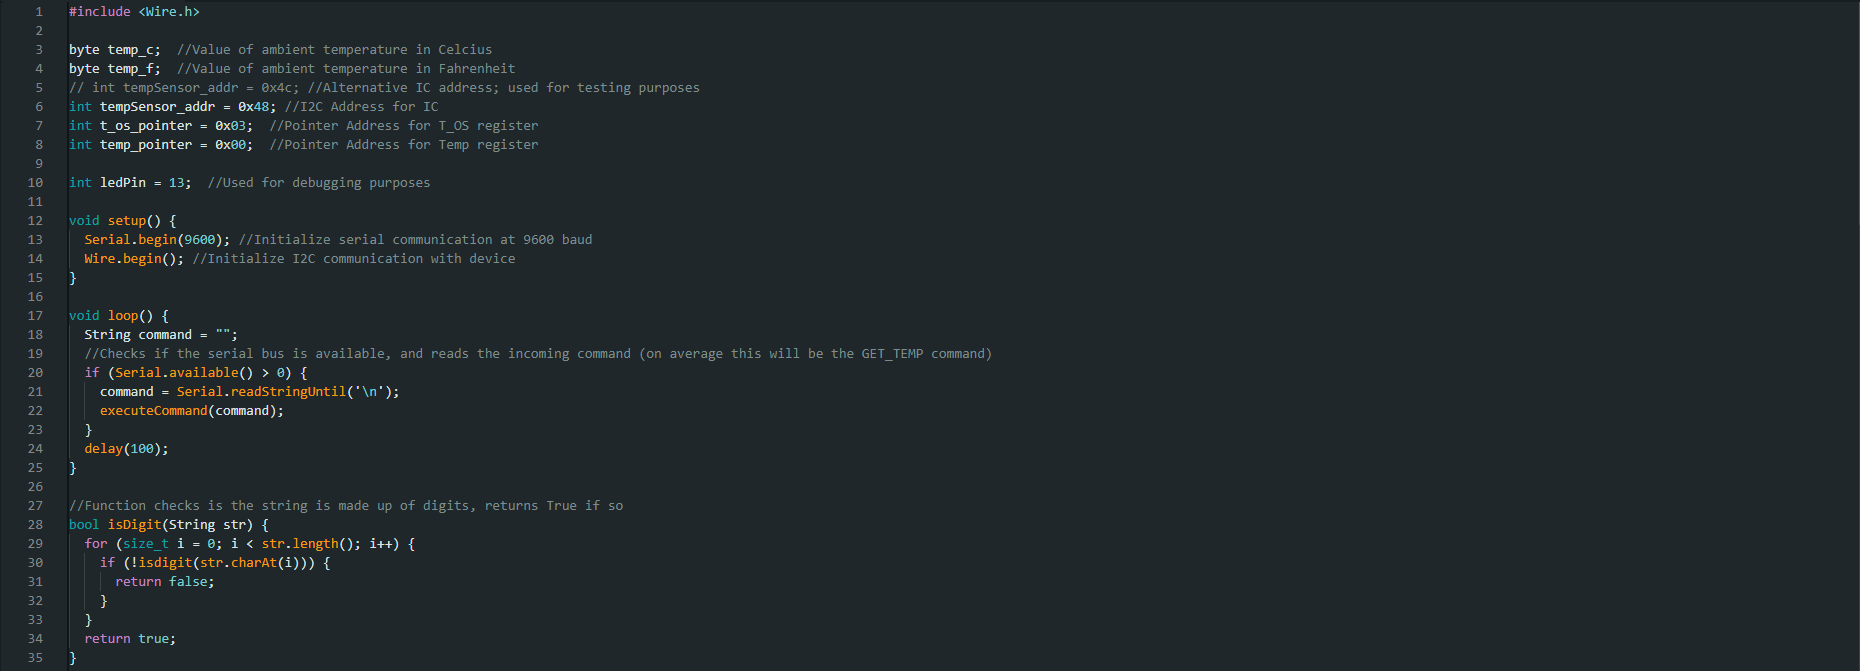 1 #include <Wire.h>
2
3 byte temp_c;  //Value of ambient temperature in Celcius
4 byte temp_f;  //Value of ambient temperature in Fahrenheit
5 // int tempSensor_addr = 0x4c; //Alternative IC address; used for testing purposes
6 int tempSensor_addr = 0x48; //I2C Address for IC
7 int t_os_pointer = 0x03;  //Pointer Address for T_OS register
8 int temp_pointer = 0x00;  //Pointer Address for Temp register
9
10 int ledPin = 13;  //Used for debugging purposes
11
12 void setup() {
13   Serial.begin(9600); //Initialize serial communication at 9600 baud
14   Wire.begin(); //Initialize I2C communication with device
15 }
16
17 void loop() {
18   String command = "";
19   //Checks if the serial bus is available, and reads the incoming command (on average this will be the GET_TEMP command)
20   if (Serial.available() > 0) {
21     command = Serial.readStringUntil('\n');
22     executeCommand(command);
23   }
24   delay(100);
25 }
26
27 //Function checks is the string is made up of digits, returns True if so
28 bool isDigit(String str) {
29   for (size_t i = 0; i < str.length(); i++) {
30     if (!isdigit(str.charAt(i))) {
31       return false;
32     }
33   }
34   return true;
35 }